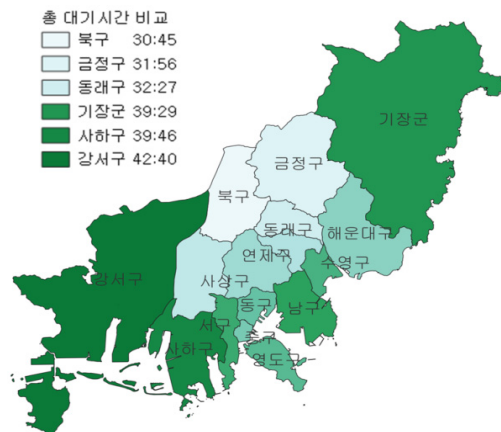 총 대기시간 비교
북구 30:45
금정구 31:56
동래구 32:27
기장군 39:29
사하구 39:46
강서구 42:40
기장군
금정구
북구
동래구
해운대구
연제구
수영구
강서구
사상구
동구
남구
서구
중구
사하구
영도구